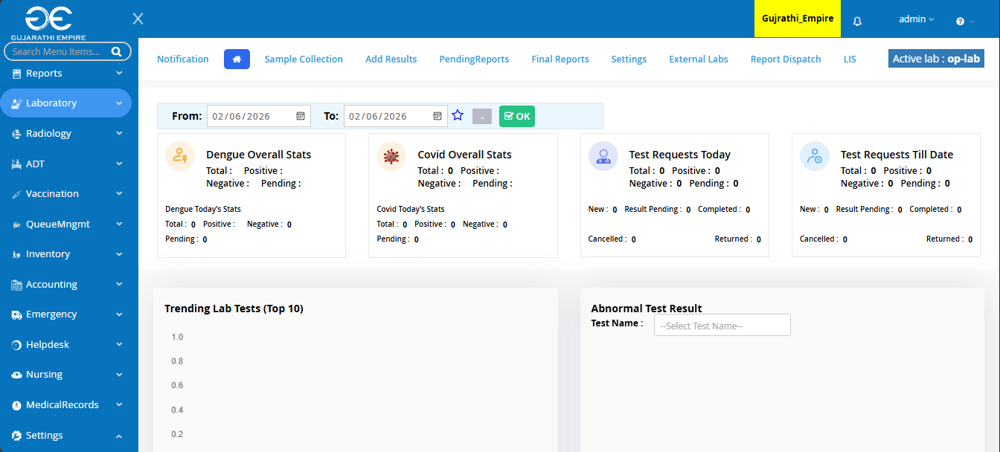 GUJARATHI EMPIRE
Search Menu Items...
Reports
Laboratory
Radiology
ADT
Vaccination
QueueMngmt
Inventory
Accounting
Emergency
Helpdesk
Nursing
MedicalRecords
Settings
Gujrathi_Empire
admin
Notification Sample Collection Add Results PendingReports Final Reports Settings External Labs Report Dispatch LIS Active lab : op-lab
From: 02/06/2026 To: 02/06/2026 - OK
Dengue Overall Stats
Total : Positive :
Negative : Pending :
Dengue Today's Stats
Total : 0 Positive : Negative : 0
Pending : 0
Covid Overall Stats
Total : 0 Positive :
Negative : Pending :
Covid Today's Stats
Total : 0 Positive : 0 Negative : 0
Pending : 0
Test Requests Today
Total : 0 Positive : 0
Negative : 0 Pending : 0
New : 0 Result Pending : 0 Completed : 0
Cancelled : 0 Returned : 0
Test Requests Till Date
Total : 0 Positive : 0
Negative : 0 Pending : 0
New : 0 Result Pending : 0 Completed : 0
Cancelled : 0 Returned : 0
Trending Lab Tests (Top 10)
1.0
0.8
0.6
0.4
0.2
Abnormal Test Result
Test Name : --Select Test Name--